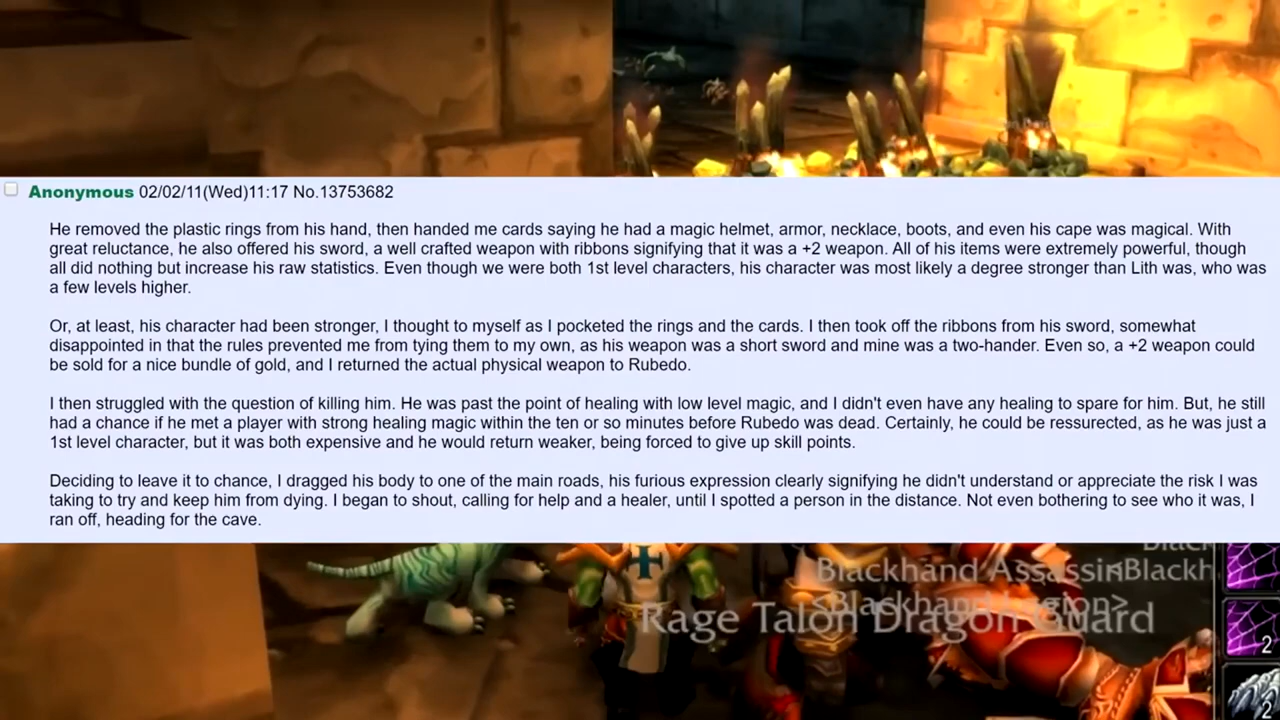 Anonymous 02/02/11(Wed)11:17 No.13753682
He removed the plastic rings from his hand, then handed me cards saying he had a magic helmet, armor, necklace, boots, and even his cape was magical. With
great reluctance, he also offered his sword, a well crafted weapon with ribbons signifying that it was a +2 weapon. All of his items were extremely powerful, though
all did nothing but increase his raw statistics. Even though we were both 1st level characters, his character was most likely a degree stronger than Lith was, who was
a few levels higher.
Or, at least, his character had been stronger, I thought to myself as I pocketed the rings and the cards. I then took off the ribbons from his sword, somewhat
disappointed in that the rules prevented me from tying them to my own, as his weapon was a short sword and mine was a two-hander. Even so, a +2 weapon could
be sold for a nice bundle of gold, and I returned the actual physical weapon to Rubedo.
I then struggled with the question of killing him. He was past the point of healing with low level magic, and I didn't even have any healing to spare for him. But, he still
had a chance if he met a player with strong healing magic within the ten or so minutes before Rubedo was dead. Certainly, he could be ressurected, as he was just a
1st level character, but it was both expensive and he would return weaker, being forced to give up skill points.
Deciding to leave it to chance, I dragged his body to one of the main roads, his furious expression clearly signifying he didn't understand or appreciate the risk I was
taking to try and keep him from dying. I began to shout, calling for help and a healer, until I spotted a person in the distance. Not even bothering to see who it was, I
ran off, heading for the cave.
Blackhand Assassin
<Blackhand Legion>
Rage Talon Dragon Guard
2
2